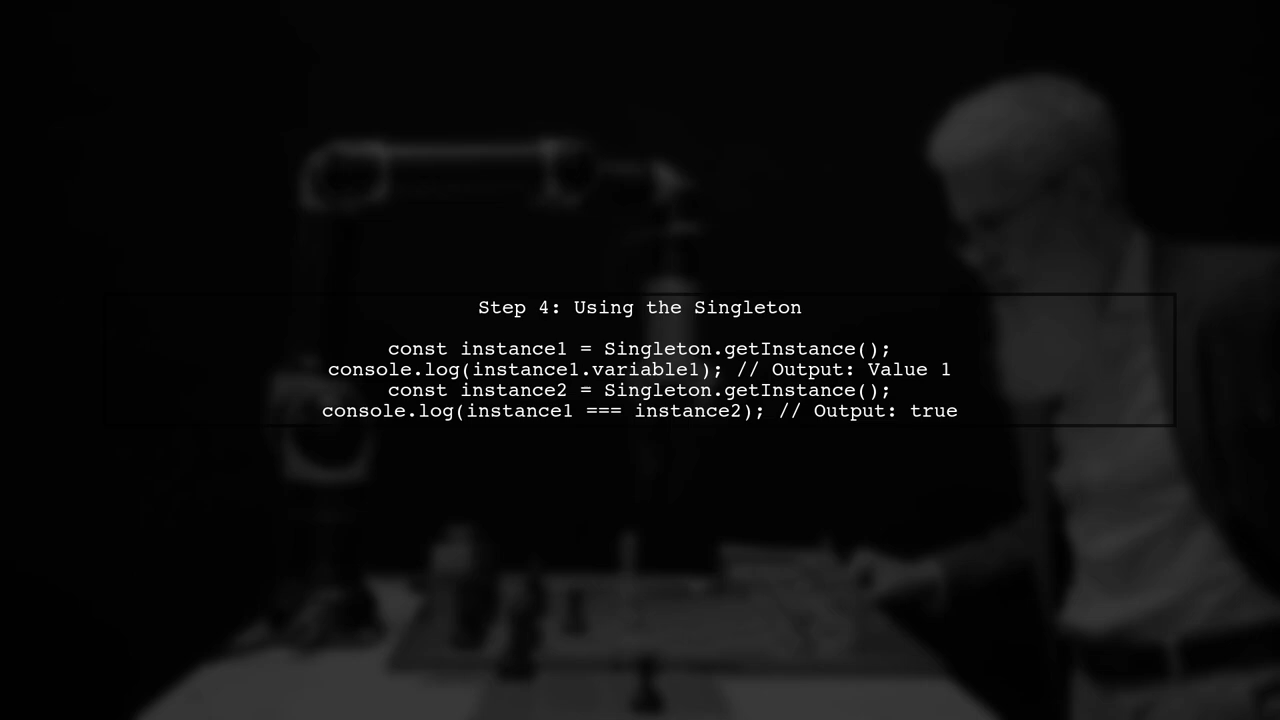 Step 4: Using the Singleton
const instance1 = Singleton.getInstance();
console.log(instance1.variable1); // Output: Value 1
const instance2 = Singleton.getInstance();
console.log(instance1 === instance2); // Output: true